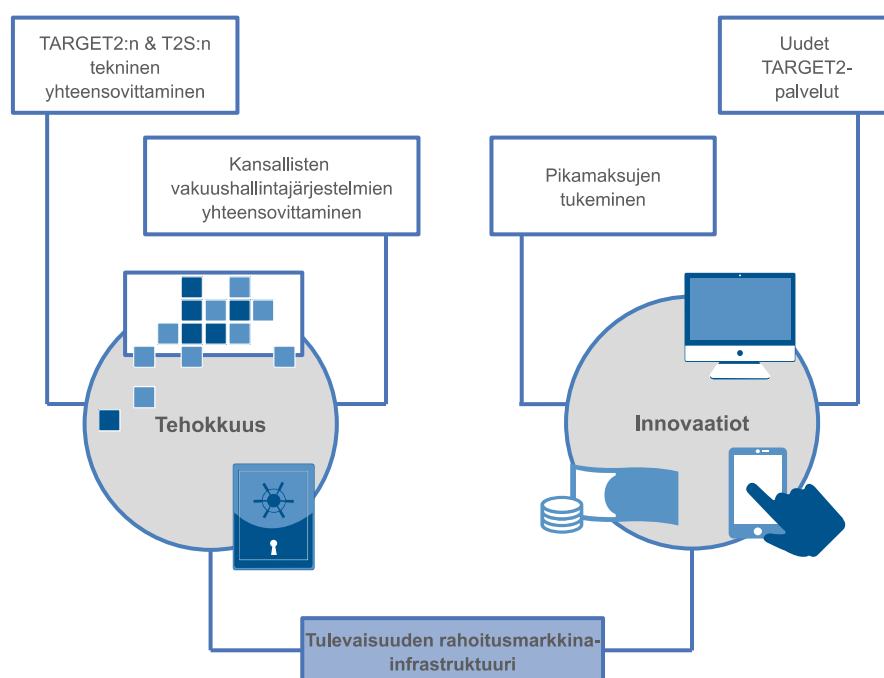 TARGET2:n & T2S:n
tekninen
yhteensovittaminen
Uudet
TARGET2-
palvelut
Kansallisten
vakuushallintajärjestelmien
yhteensovittaminen
Pikamaksujen
tukeminen
Tehokkuus
Innovaatiot
Tulevaisuuden rahoitusmarkkina-
infrastruktuuri